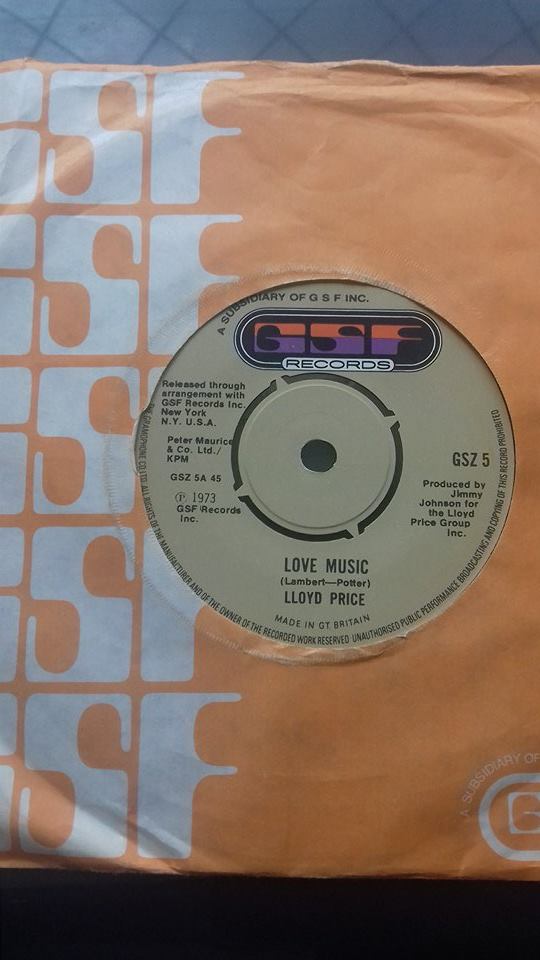 GSF
GSF
GSF
GSF
GSF
GSF
A SUBSIDIARY OF G S F INC.
GSF
RECORDS
Released through
arrangement with
GSF Records Inc.
New York
N.Y. U.S.A.
Peter Maurice
& Co. Ltd./
KPM
GSZ 5A 45
Ⓟ 1973
GSF Records
Inc.
GSZ 5
Produced by
Jimmy
Johnson for
the Lloyd
Price Group
Inc.
LOVE MUSIC
(Lambert—Potter)
LLOYD PRICE
MADE IN GT. BRITAIN
GRAMOPHONE CO. LTD. ALL RIGHTS OF THE MANUFACTURER AND OF THE OWNER OF THE RECORDED WORK RESERVED UNAUTHORISED PUBLIC PERFORMANCE BROADCASTING AND COPYING OF THIS RECORD PROHIBITED
A SUBSIDIARY OF
G